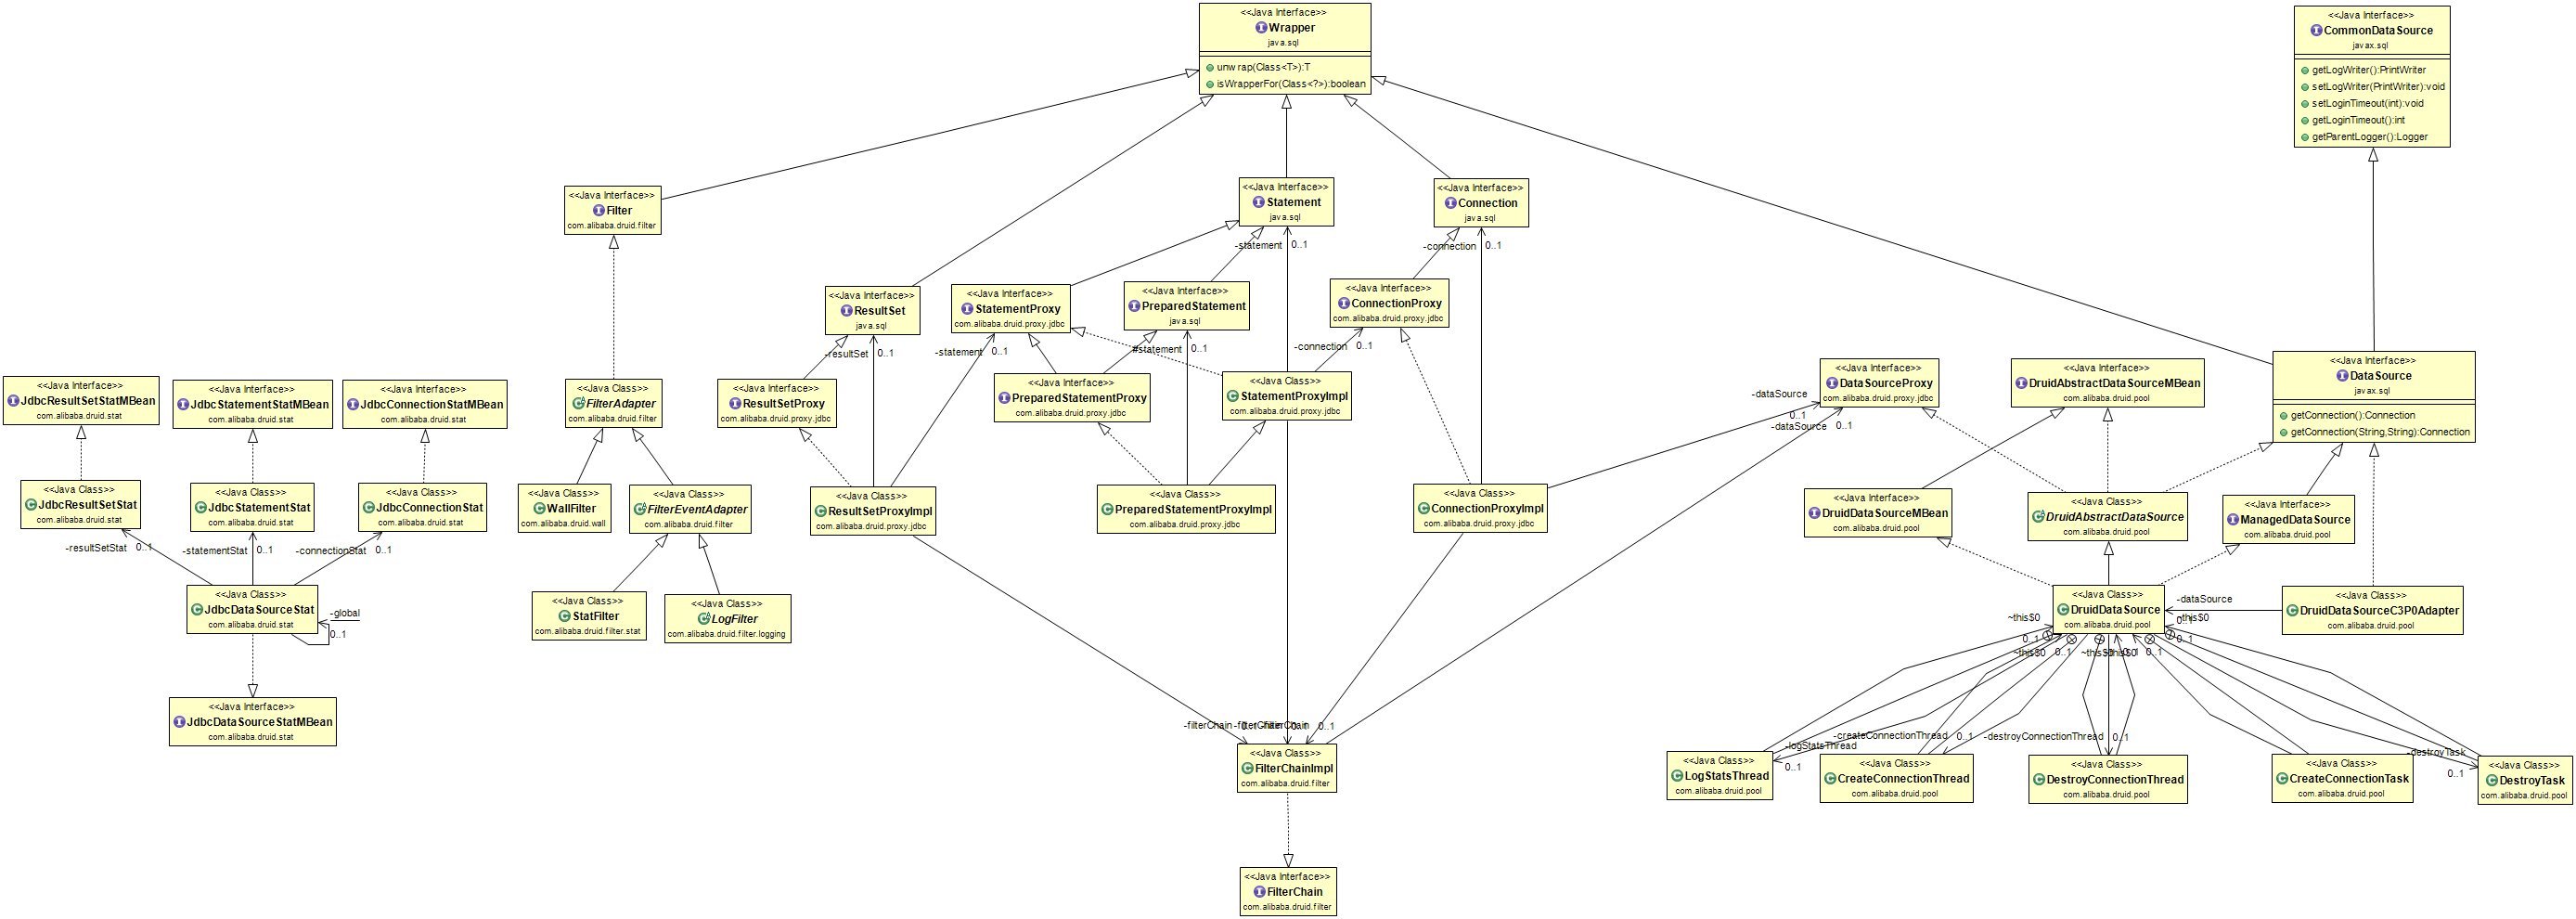 <<Java Interface>>
Wrapper
java.sql
unwrap(Class<T>):T
isWrapperFor(Class<?>):boolean
<<Java Interface>>
CommonDataSource
javax.sql
getLogWriter():PrintWriter
setLogWriter(PrintWriter):void
setLoginTimeout(int):void
getLoginTimeout():int
getParentLogger():Logger
<<Java Interface>>
Filter
com.alibaba.druid.filter
<<Java Interface>>
Statement
java.sql
<<Java Interface>>
Connection
java.sql
-statement
0..1
-connection
0..1
<<Java Interface>>
ResultSet
java.sql
<<Java Interface>>
StatementProxy
com.alibaba.druid.proxy.jdbc
<<Java Interface>>
PreparedStatement
java.sql
<<Java Interface>>
ConnectionProxy
com.alibaba.druid.proxy.jdbc
-resultSet
0..1
-statement
0..1
#statement
0..1
-connection
0..1
<<Java Interface>>
JdbcResultSetStatMBean
com.alibaba.druid.stat
<<Java Interface>>
JdbcStatementStatMBean
com.alibaba.druid.stat
<<Java Interface>>
JdbcConnectionStatMBean
com.alibaba.druid.stat
<<Java Class>>
FilterAdapter
com.alibaba.druid.filter
<<Java Interface>>
ResultSetProxy
com.alibaba.druid.proxy.jdbc
<<Java Interface>>
PreparedStatementProxy
com.alibaba.druid.proxy.jdbc
<<Java Class>>
StatementProxyImpl
com.alibaba.druid.proxy.jdbc
-dataSource
0..1
-dataSource
0..1
<<Java Interface>>
DataSourceProxy
com.alibaba.druid.proxy.jdbc
<<Java Interface>>
DruidAbstractDataSourceMBean
com.alibaba.druid.pool
<<Java Interface>>
DataSource
javax.sql
getConnection():Connection
getConnection(String,String):Connection
<<Java Class>>
JdbcResultSetStat
com.alibaba.druid.stat
<<Java Class>>
JdbcStatementStat
com.alibaba.druid.stat
<<Java Class>>
JdbcConnectionStat
com.alibaba.druid.stat
<<Java Class>>
WallFilter
com.alibaba.druid.wall
<<Java Class>>
FilterEventAdapter
com.alibaba.druid.filter
<<Java Class>>
ResultSetProxyImpl
com.alibaba.druid.proxy.jdbc
<<Java Class>>
PreparedStatementProxyImpl
com.alibaba.druid.proxy.jdbc
<<Java Class>>
ConnectionProxyImpl
com.alibaba.druid.proxy.jdbc
<<Java Interface>>
DruidDataSourceMBean
com.alibaba.druid.pool
<<Java Class>>
DruidAbstractDataSource
com.alibaba.druid.pool
<<Java Interface>>
ManagedDataSource
com.alibaba.druid.pool
-resultSetStat
0..1
-statementStat
0..1
-connectionStat
0..1
<<Java Class>>
JdbcDataSourceStat
com.alibaba.druid.stat
-global
0..1
<<Java Class>>
StatFilter
com.alibaba.druid.filter.stat
<<Java Class>>
LogFilter
com.alibaba.druid.filter.logging
<<Java Class>>
DruidDataSource
com.alibaba.druid.pool
-dataSource
0..1
<<Java Class>>
DruidDataSourceC3P0Adapter
com.alibaba.druid.pool
~this$0
0..1
~this$0
0..1
~this$0
0..1
~this$0
0..1
~this$0
0..1
<<Java Interface>>
JdbcDataSourceStatMBean
com.alibaba.druid.stat
-filterChain
0..1
-filterChain
0..1
-filterChain
0..1
-logStatsThread
0..1
-createConnectionThread
0..1
-destroyConnectionThread
0..1
-destroyTask
0..1
<<Java Class>>
FilterChainImpl
com.alibaba.druid.filter
<<Java Class>>
LogStatsThread
com.alibaba.druid.pool
<<Java Class>>
CreateConnectionThread
com.alibaba.druid.pool
<<Java Class>>
DestroyConnectionThread
com.alibaba.druid.pool
<<Java Class>>
CreateConnectionTask
com.alibaba.druid.pool
<<Java Class>>
DestroyTask
com.alibaba.druid.pool
<<Java Interface>>
FilterChain
com.alibaba.druid.filter